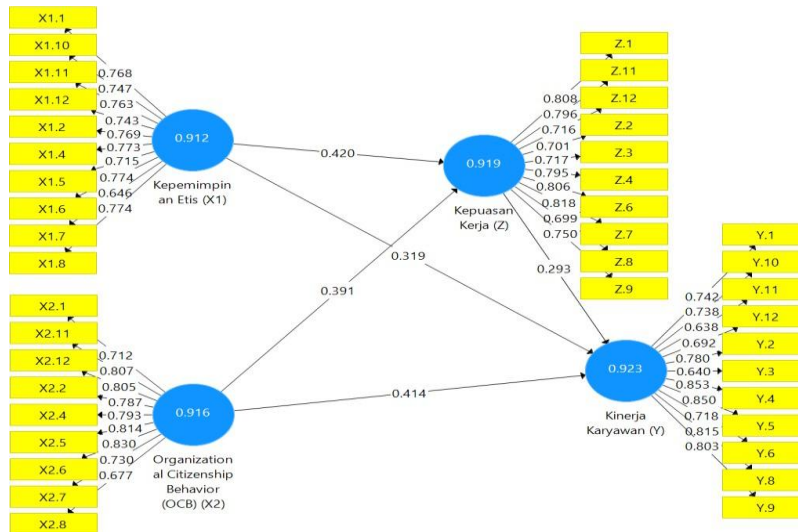 X1.1
X1.10
X1.11
X1.12
X1.2
X1.4
X1.5
X1.6
X1.7
X1.8
0.768
0.747
0.763
0.743
0.769
0.773
0.715
0.774
0.646
0.774
0.912
Kepemimpin
an Etis (X1)
X2.1
X2.11
X2.12
X2.2
X2.4
X2.5
X2.6
X2.7
X2.8
0.712
0.807
0.805
0.787
0.793
0.814
0.830
0.730
0.677
0.916
Organization
al Citizenship
Behavior
(OCB) (X2)
0.420
0.319
0.391
0.414
0.293
0.919
Kepuasan
Kerja (Z)
0.808
0.796
0.716
0.701
0.717
0.795
0.806
0.818
0.699
0.750
Z.1
Z.11
Z.12
Z.2
Z.3
Z.4
Z.6
Z.7
Z.8
Z.9
0.923
Kinerja
Karyawan (Y)
0.742
0.738
0.638
0.692
0.780
0.640
0.853
0.850
0.718
0.815
0.803
Y.1
Y.10
Y.11
Y.12
Y.2
Y.3
Y.4
Y.5
Y.6
Y.8
Y.9